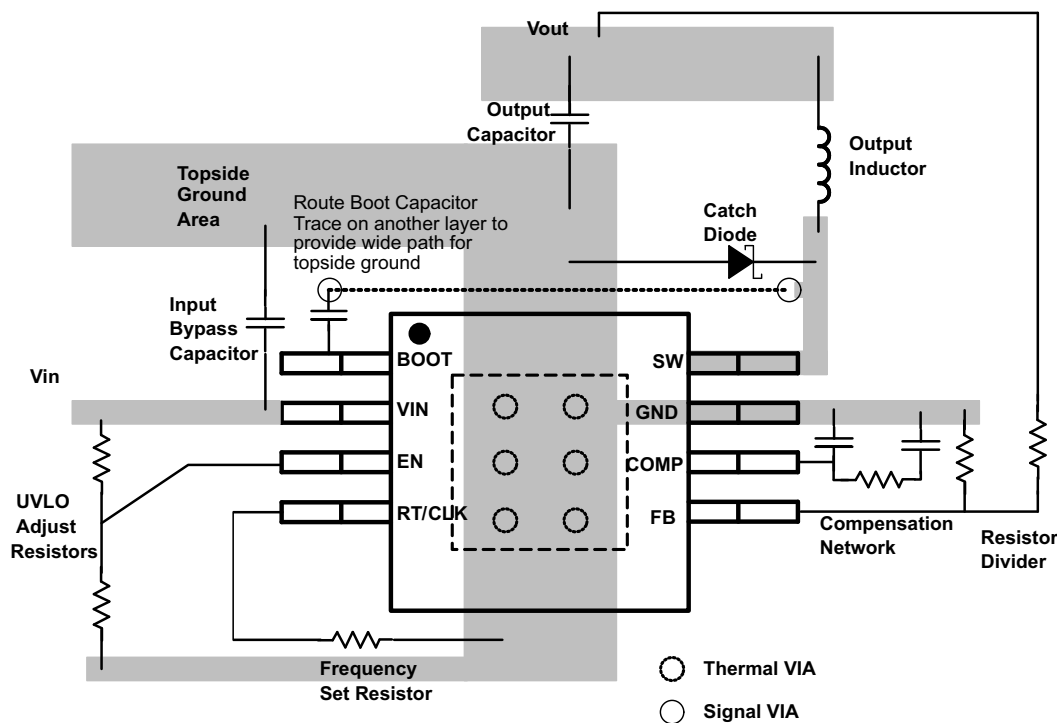 Vout
Output
Capacitor
Output
Inductor
Topside
Ground
Area
Route Boot Capacitor
Trace on another layer to
provide wide path for
topside ground
Catch
Diode
Input
Bypass
Capacitor
Vin
BOOT
SW
VIN
GND
EN
COMP
RT/CLK
FB
UVLO
Adjust
Resistors
Compensation
Network
Resistor
Divider
Frequency
Set Resistor
Thermal VIA
Signal VIA